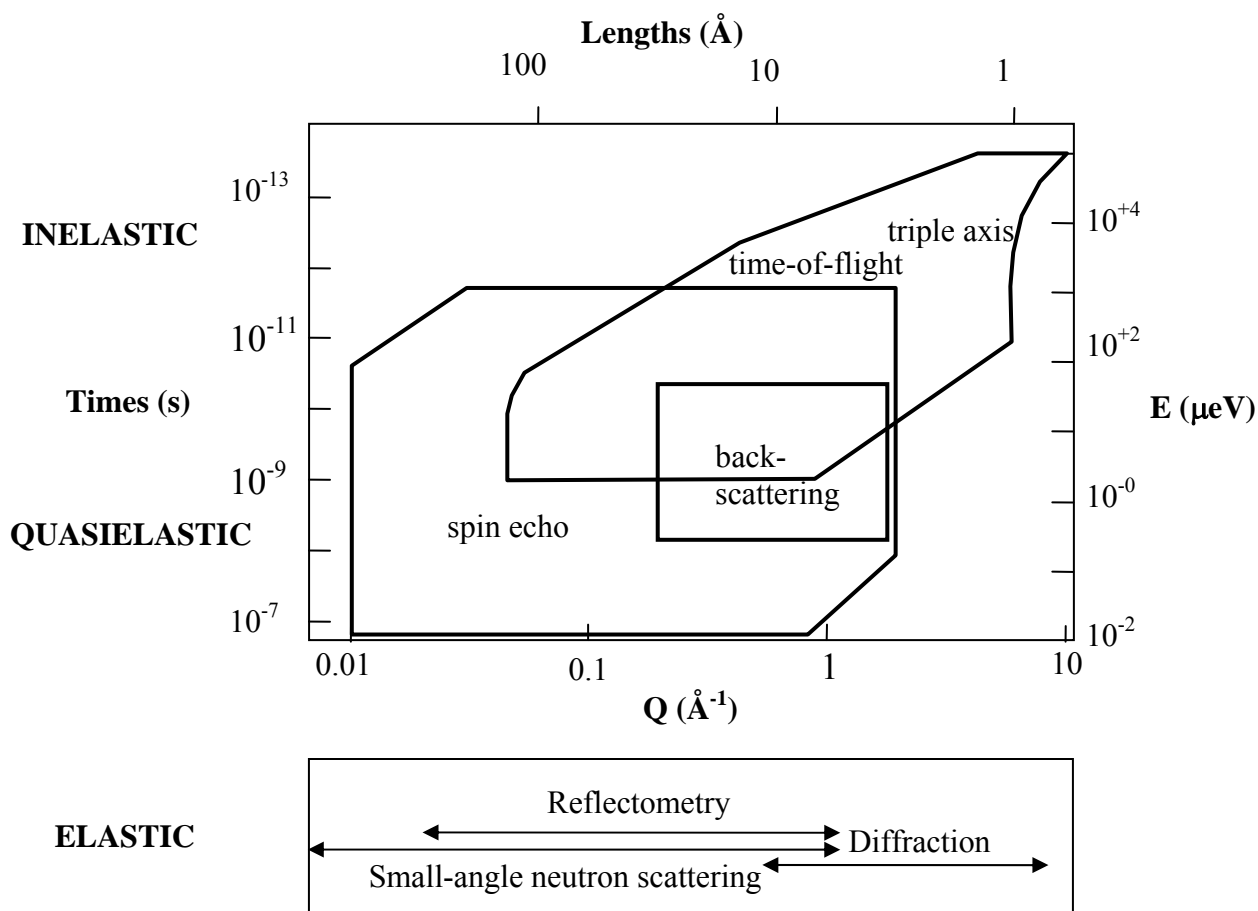 Lengths (Å)
100
10
1
10⁻¹³
INELASTIC
triple axis
10⁺⁴
time-of-flight
10⁻¹¹
10⁺²
Times (s)
E (μeV)
back-
scattering
10⁻⁹
10⁻⁰
spin echo
QUASIELASTIC
10⁻⁷
10⁻²
0.01
0.1
1
10
Q (Å⁻¹)
Reflectometry
ELASTIC
Diffraction
Small-angle neutron scattering